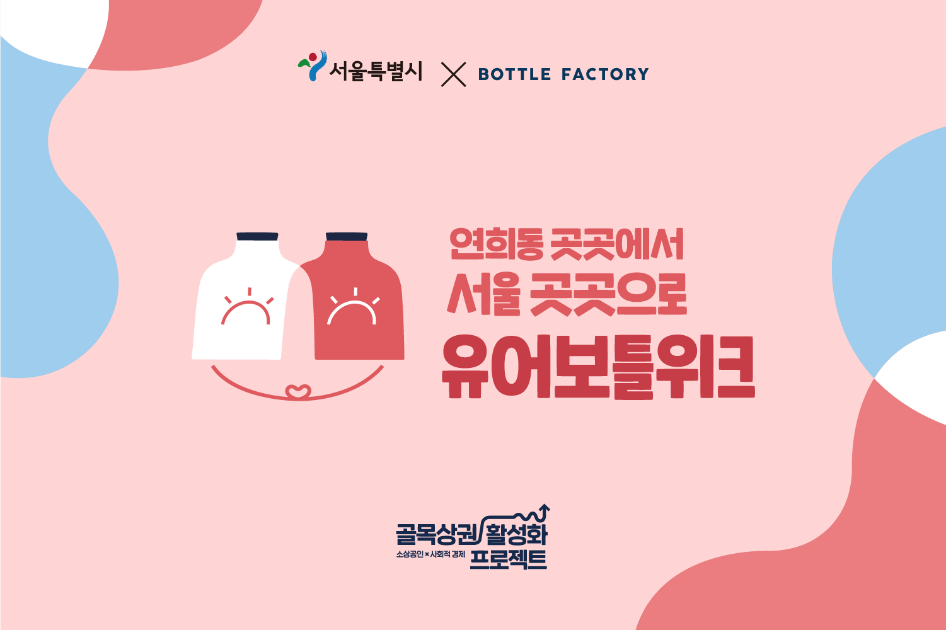 서울특별시 × BOTTLE FACTORY
연희동 곳곳에서
서울 곳곳으로
유어보틀위크
골목상권 활성화
소상공인×사회적 경제 프로젝트